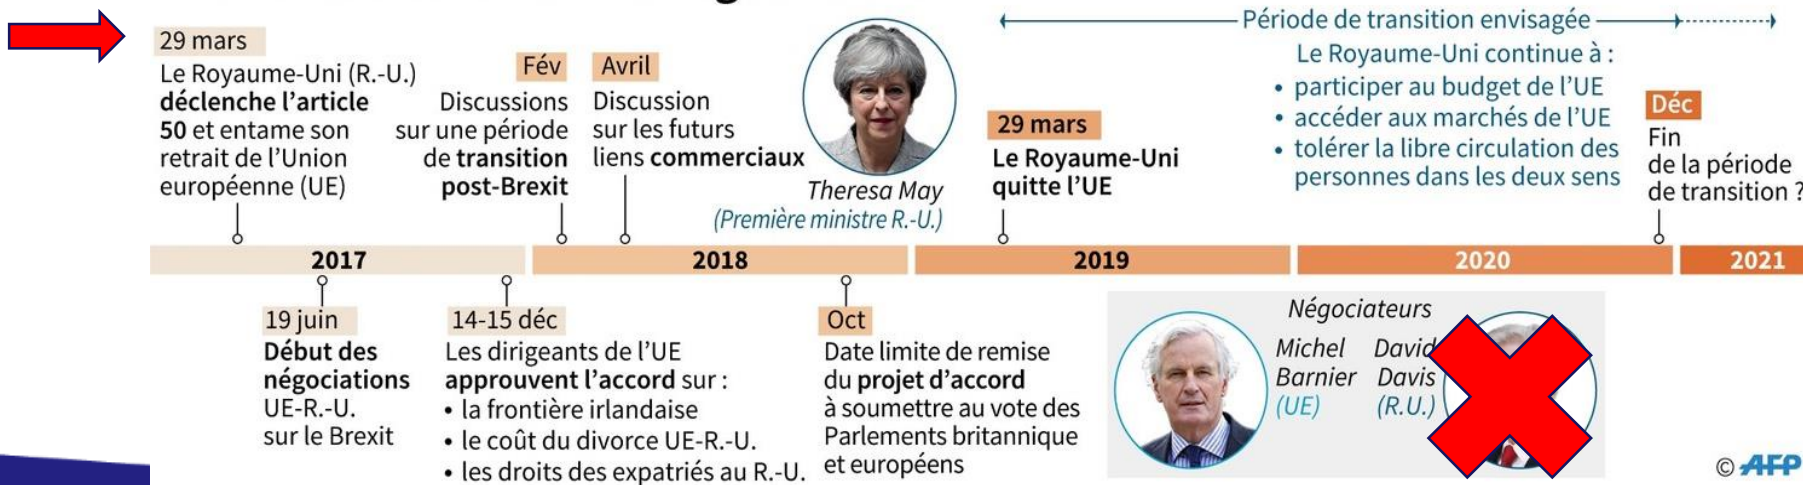 29 mars
Le Royaume-Uni (R.-U.)
déclenche l'article
50 et entame son
retrait de l'Union
européenne (UE)
Fév
Discussions
sur une période
de transition
post-Brexit
Avril
Discussion
sur les futurs
liens commerciaux
Theresa May
(Première ministre R.-U.)
29 mars
Le Royaume-Uni
quitte l'UE
Période de transition envisagée
Le Royaume-Uni continue à :
• participer au budget de l'UE
• accéder aux marchés de l'UE
• tolérer la libre circulation des
personnes dans les deux sens
Déc
Fin
de la période
de transition ?
2017
2018
2019
2020
2021
19 juin
Début des
négociations
UE-R.-U.
sur le Brexit
14-15 déc
Les dirigeants de l'UE
approuvent l'accord sur :
• la frontière irlandaise
• le coût du divorce UE-R.-U.
• les droits des expatriés au R.-U.
Oct
Date limite de remise
du projet d'accord
à soumettre au vote des
Parlements britannique
et européens
Négociateurs
Michel
Barnier
(UE)
David
Davis
(R.U.)
© AFP